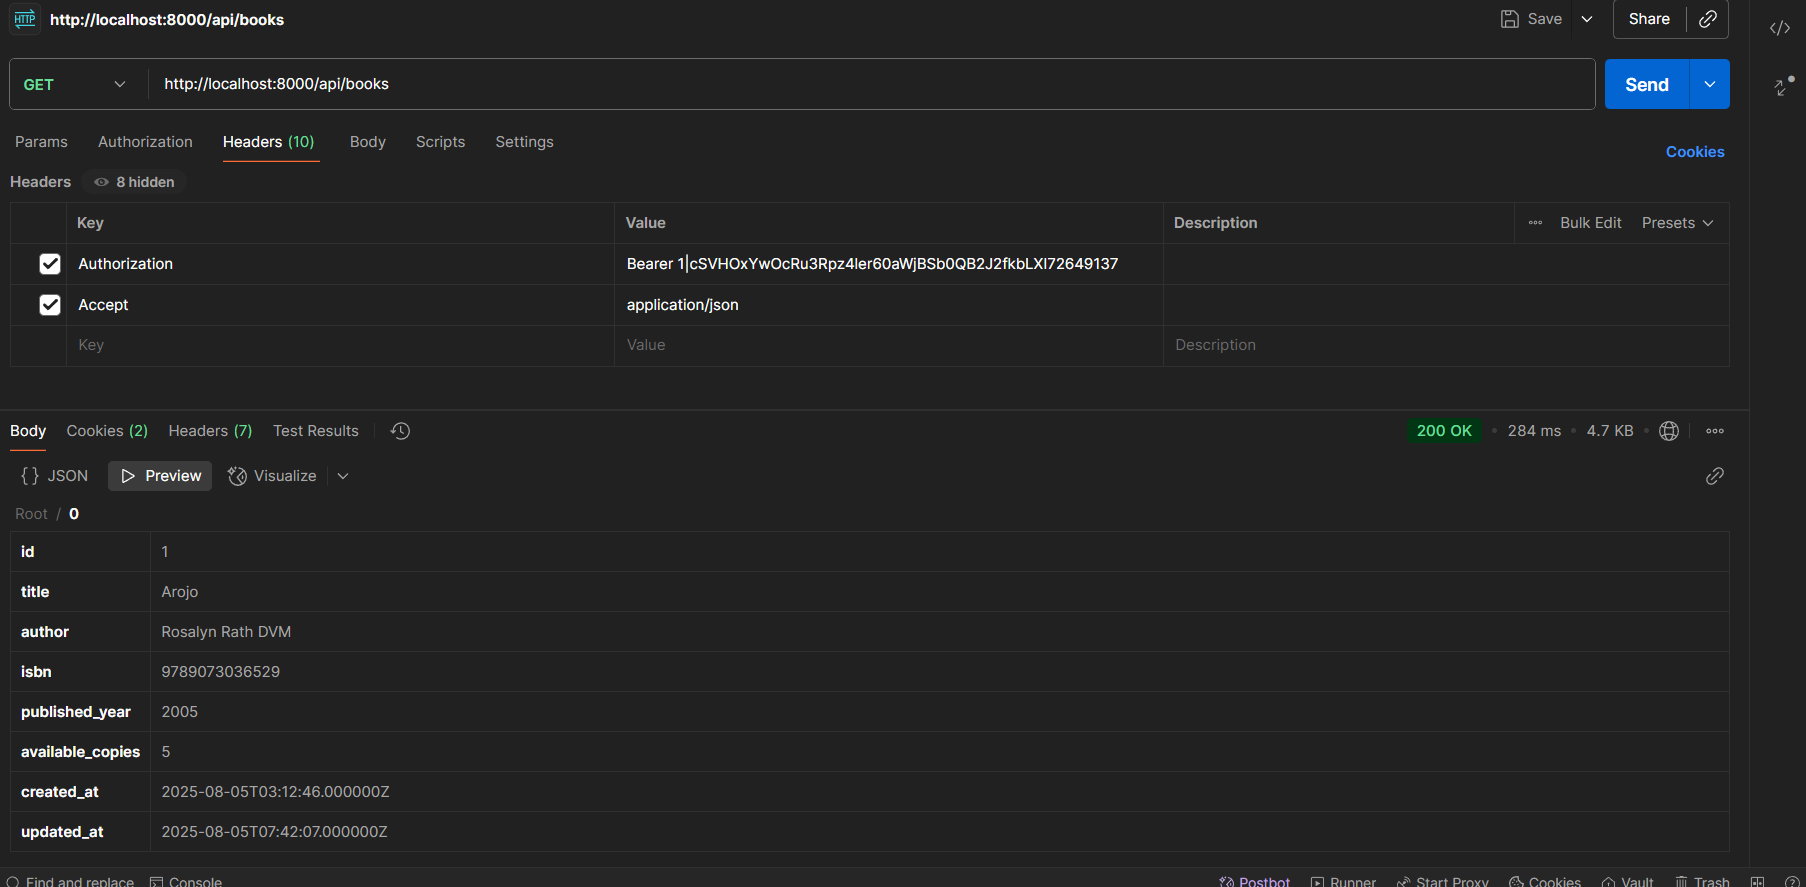 HTTP http://localhost:8000/api/books Save Share
GET http://localhost:8000/api/books Send
Params Authorization Headers (10) Body Scripts Settings Cookies
Headers 8 hidden
Key Value Description Bulk Edit Presets
Authorization Bearer 1|cSVHOxYwOcRu3Rpz4ler60aWjBSb0QB2J2fkbLXl72649137
Accept application/json
Key Value Description
Body Cookies (2) Headers (7) Test Results 200 OK • 284 ms • 4.7 KB •
{} JSON Preview Visualize
Root / 0
id 1
title Arojo
author Rosalyn Rath DVM
isbn 9789073036529
published_year 2005
available_copies 5
created_at 2025-08-05T03:12:46.000000Z
updated_at 2025-08-05T07:42:07.000000Z
Find and replace Console Postbot Runner Start Proxy Cookies Vault Trash